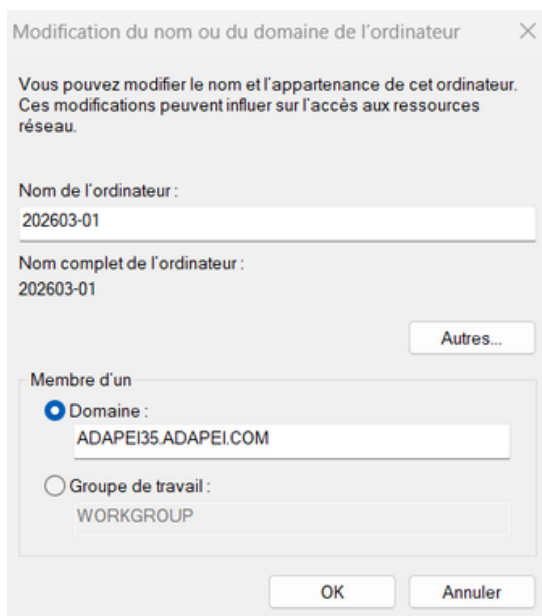 Modification du nom ou du domaine de l'ordinateur
Vous pouvez modifier le nom et l'appartenance de cet ordinateur.
Ces modifications peuvent influer sur l'accès aux ressources
réseau.
Nom de l'ordinateur :
202603-01
Nom complet de l'ordinateur :
202603-01
Autres...
Membre d'un
Domaine :
ADAPEI35.ADAPEI.COM
Groupe de travail :
WORKGROUP
OK Annuler